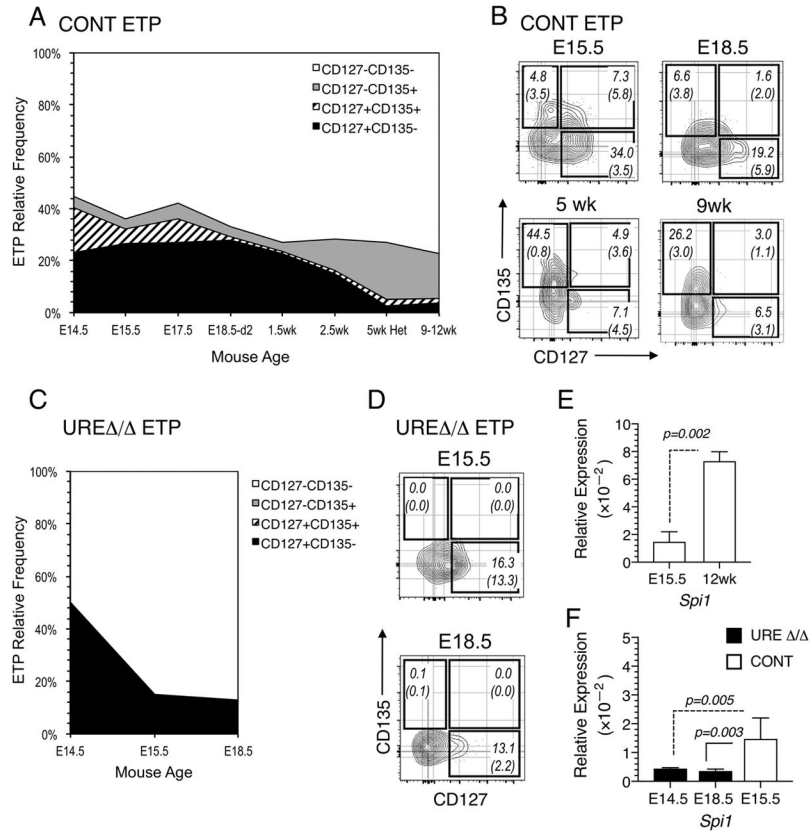 A CONT ETP
100%
80%
60%
40%
20%
0%
ETP Relative Frequency
CD127-CD135-
CD127-CD135+
CD127+CD135+
CD127+CD135-
E14.5 E15.5 E17.5 E18.5-d2 1.5wk 2.5wk 5wk Het 9-12wk
Mouse Age
B CONT ETP
E15.5 E18.5
4.8 7.3 6.6 1.6
(3.5) (5.8) (3.8) (2.0)
34.0 19.2
(3.5) (5.9)
5 wk 9wk
44.5 4.9 26.2 3.0
(0.8) (3.6) (3.0) (1.1)
7.1 6.5
(4.5) (3.1)
CD135
CD127
C
UREΔ/Δ ETP
100%
80%
60%
40%
20%
0%
ETP Relative Frequency
CD127-CD135-
CD127-CD135+
CD127+CD135+
CD127+CD135-
E14.5 E15.5 E18.5
Mouse Age
D
UREΔ/Δ ETP
E15.5
0.0 0.0
(0.0) (0.0)
16.3
(13.3)
E18.5
0.1 0.0
(0.1) (0.0)
13.1
(2.2)
CD135
CD127
E
Relative Expression
(×10⁻²)
10
8
6
4
2
0
p=0.002
E15.5 12wk
Spi1
F
URE Δ/Δ
CONT
Relative Expression
(×10⁻²)
5
4
3
2
1
0
p=0.005
p=0.003
E14.5 E18.5 E15.5
Spi1